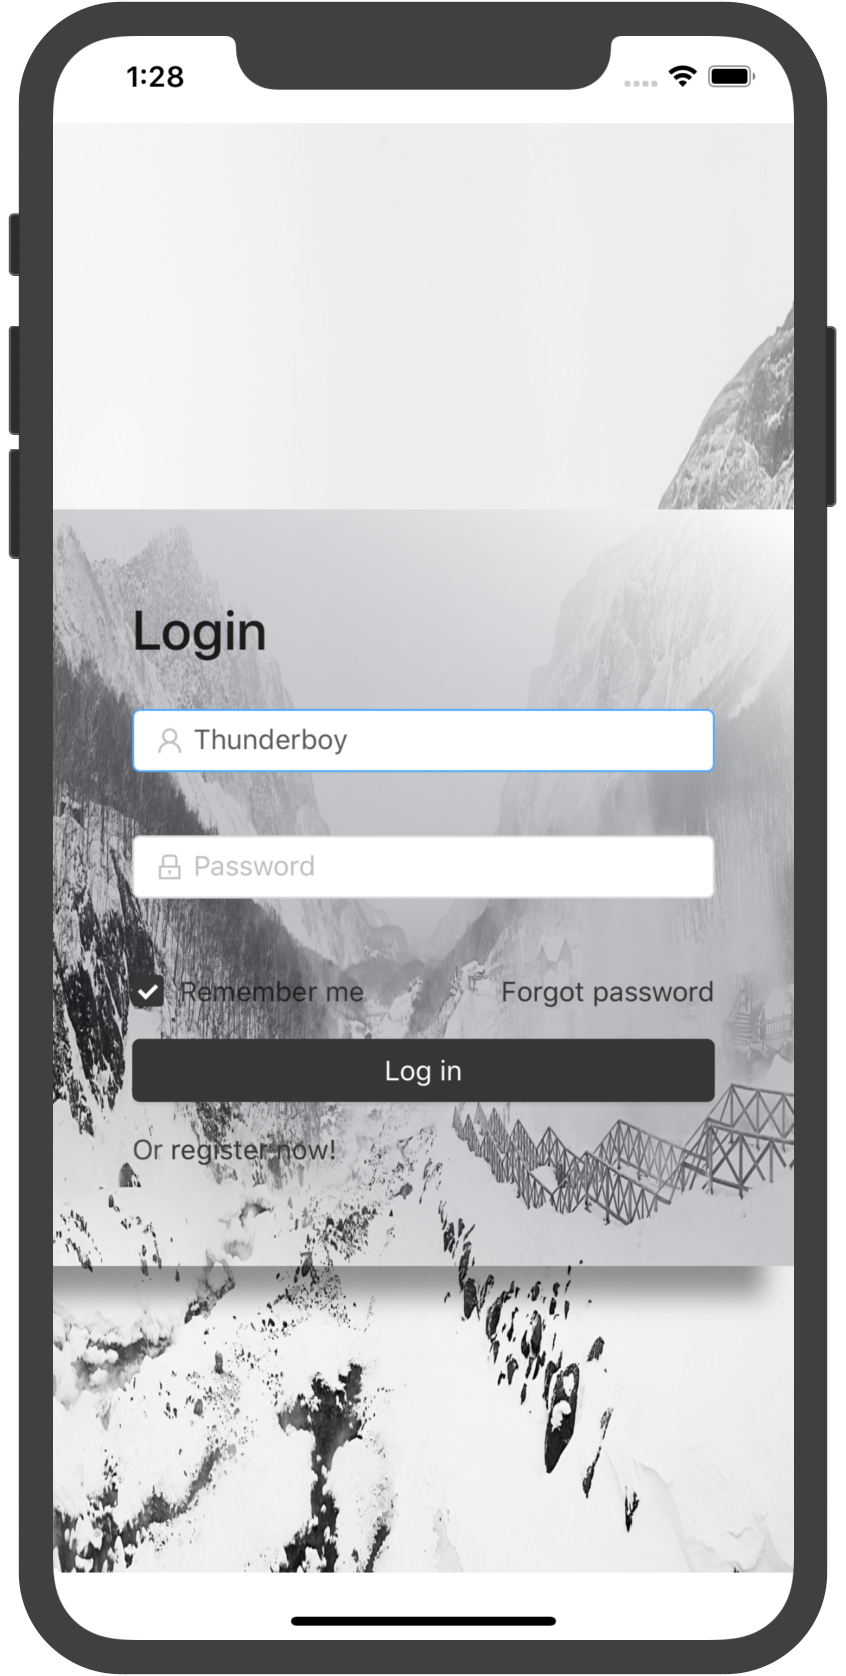 1:28
Login
Thunderboy
Password
Remember me Forgot password
Log in
Or register now!